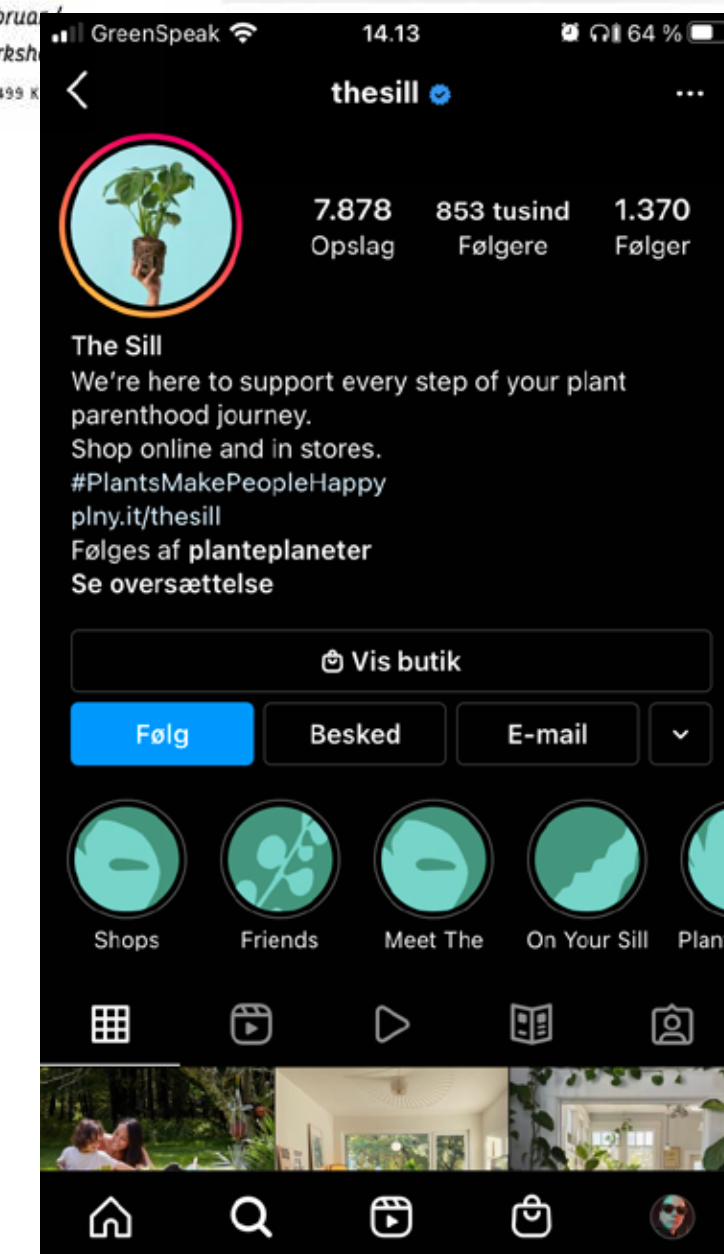 GreenSpeak 14.13 64 %
thesill
7.878 853 tusind 1.370
Opslag Følgere Følger
The Sill
We're here to support every step of your plant
parenthood journey.
Shop online and in stores.
#PlantsMakePeopleHappy
plny.it/thesill
Følges af planteplaneter
Se oversættelse
Vis butik
Følg Besked E-mail
Shops Friends Meet The On Your Sill Plan